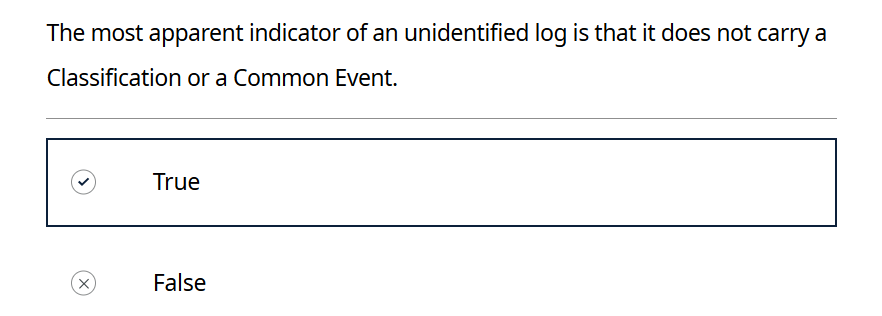 The most apparent indicator of an unidentified log is that it does not carry a
Classification or a Common Event.
True
False